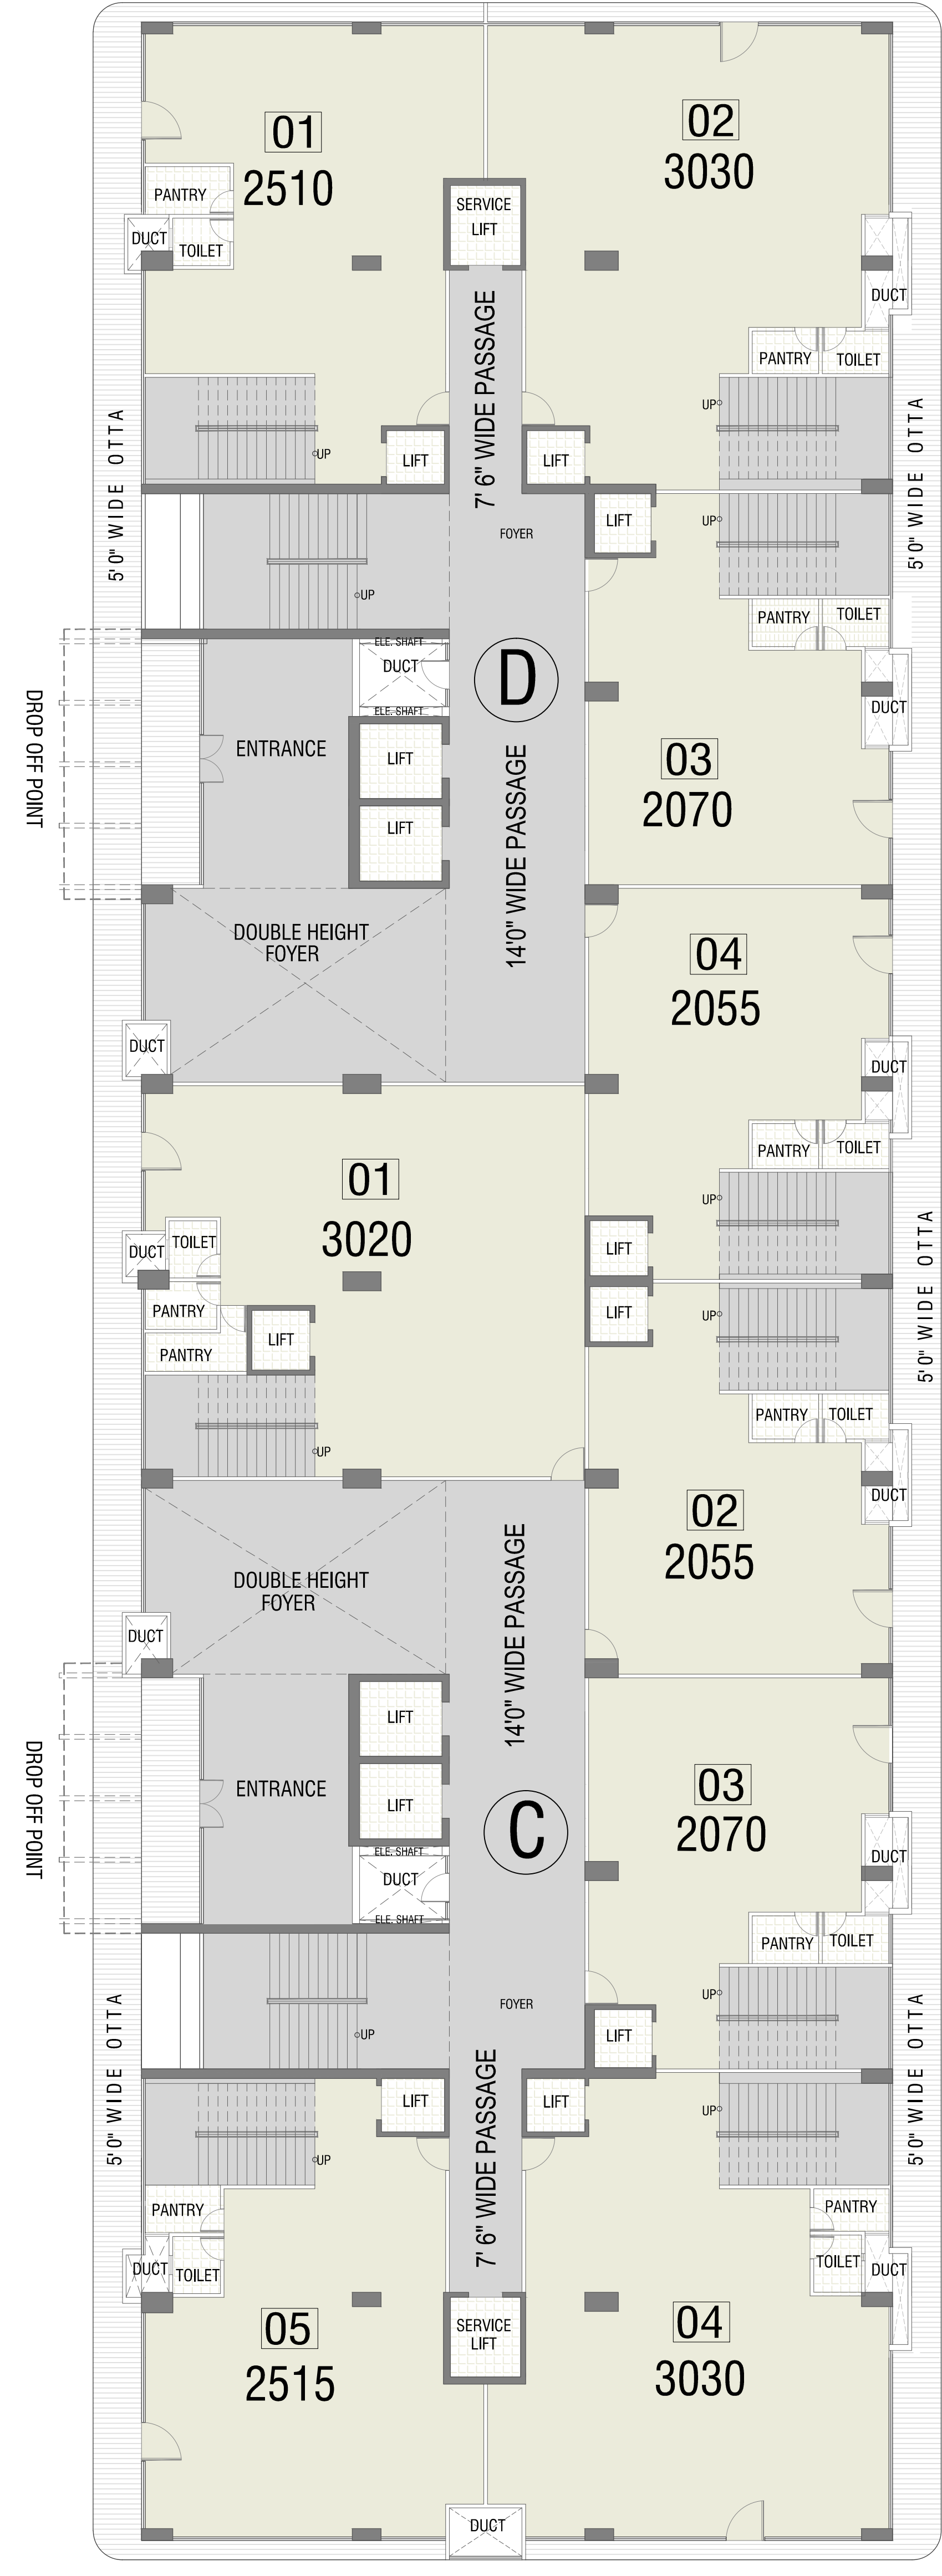 01
2510
02
3030
SERVICE
LIFT
PANTRY
DUCT
TOILET
DUCT
7' 6" WIDE PASSAGE
PANTRY
TOILET
UP
5'0" WIDE OTTA
5'0" WIDE OTTA
UP
LIFT
LIFT
LIFT
UP
FOYER
UP
PANTRY
TOILET
ELE. SHAFT
DUCT
D
ELE. SHAFT
DUCT
DROP OFF POINT
ENTRANCE
LIFT
03
2070
LIFT
14'0" WIDE PASSAGE
DOUBLE HEIGHT
FOYER
04
2055
DUCT
DUCT
PANTRY
TOILET
01
3020
UP
TOILET
DUCT
LIFT
5'0" WIDE OTTA
PANTRY
LIFT
UP
LIFT
PANTRY
PANTRY
TOILET
UP
DUCT
02
2055
14'0" WIDE PASSAGE
DOUBLE HEIGHT
FOYER
DUCT
LIFT
DROP OFF POINT
ENTRANCE
LIFT
03
2070
C
ELE. SHAFT
DUCT
DUCT
ELE. SHAFT
PANTRY
TOILET
UP
FOYER
UP
LIFT
5'0" WIDE OTTA
5'0" WIDE OTTA
7' 6" WIDE PASSAGE
LIFT
LIFT
UP
UP
PANTRY
PANTRY
DUCT
TOILET
TOILET
DUCT
05
2515
SERVICE
LIFT
04
3030
DUCT